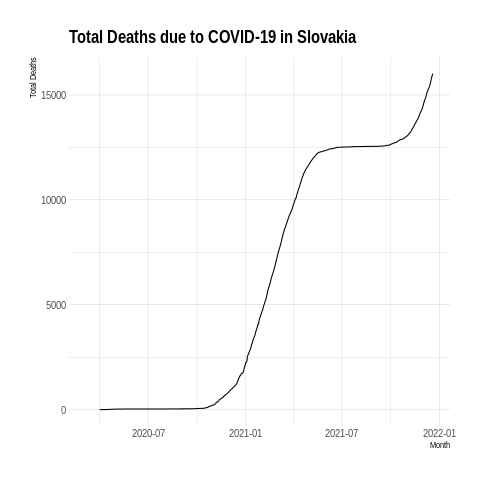 Total Deaths due to COVID-19 in Slovakia
Total Deaths
15000
10000
5000
0
2020-07 2021-01 2021-07 2022-01
Month